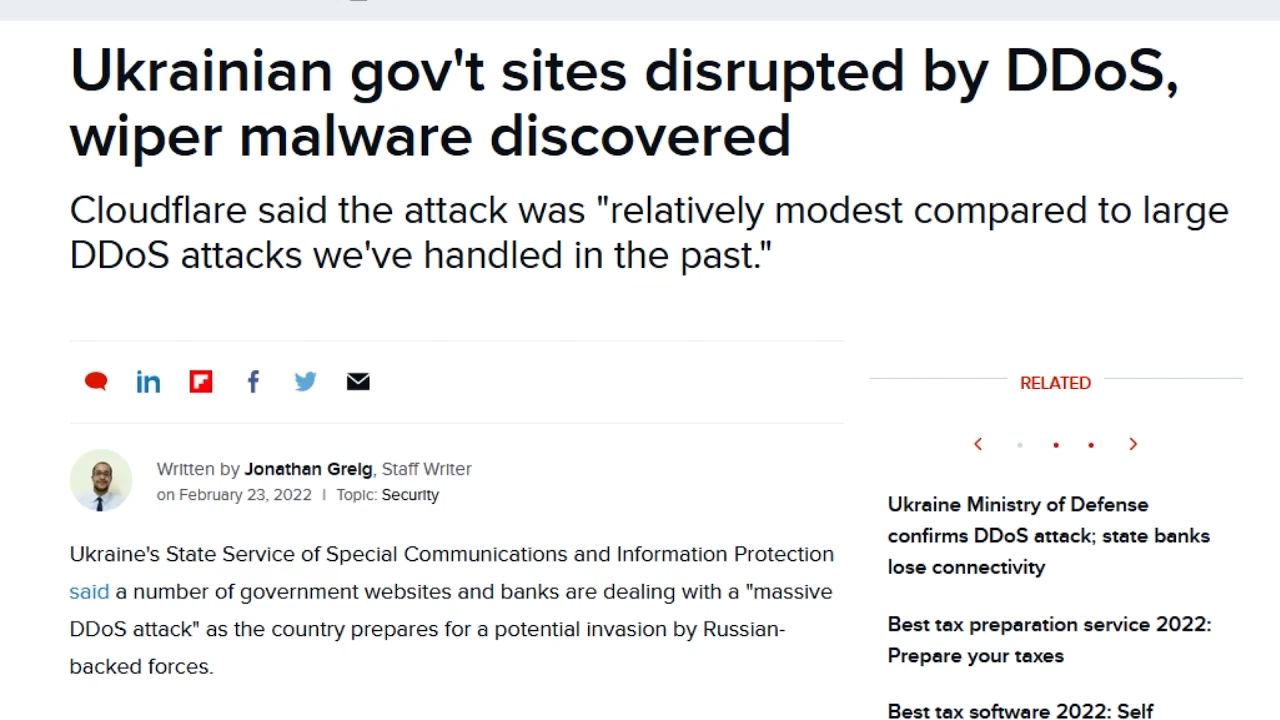 Ukrainian gov't sites disrupted by DDoS,
wiper malware discovered
Cloudflare said the attack was "relatively modest compared to large
DDoS attacks we've handled in the past."
Written by Jonathan Greig, Staff Writer
on February 23, 2022 | Topic: Security
Ukraine's State Service of Special Communications and Information Protection
said a number of government websites and banks are dealing with a "massive
DDoS attack" as the country prepares for a potential invasion by Russian-
backed forces.
RELATED
Ukraine Ministry of Defense
confirms DDoS attack; state banks
lose connectivity
Best tax preparation service 2022:
Prepare your taxes
Best tax software 2022: Self